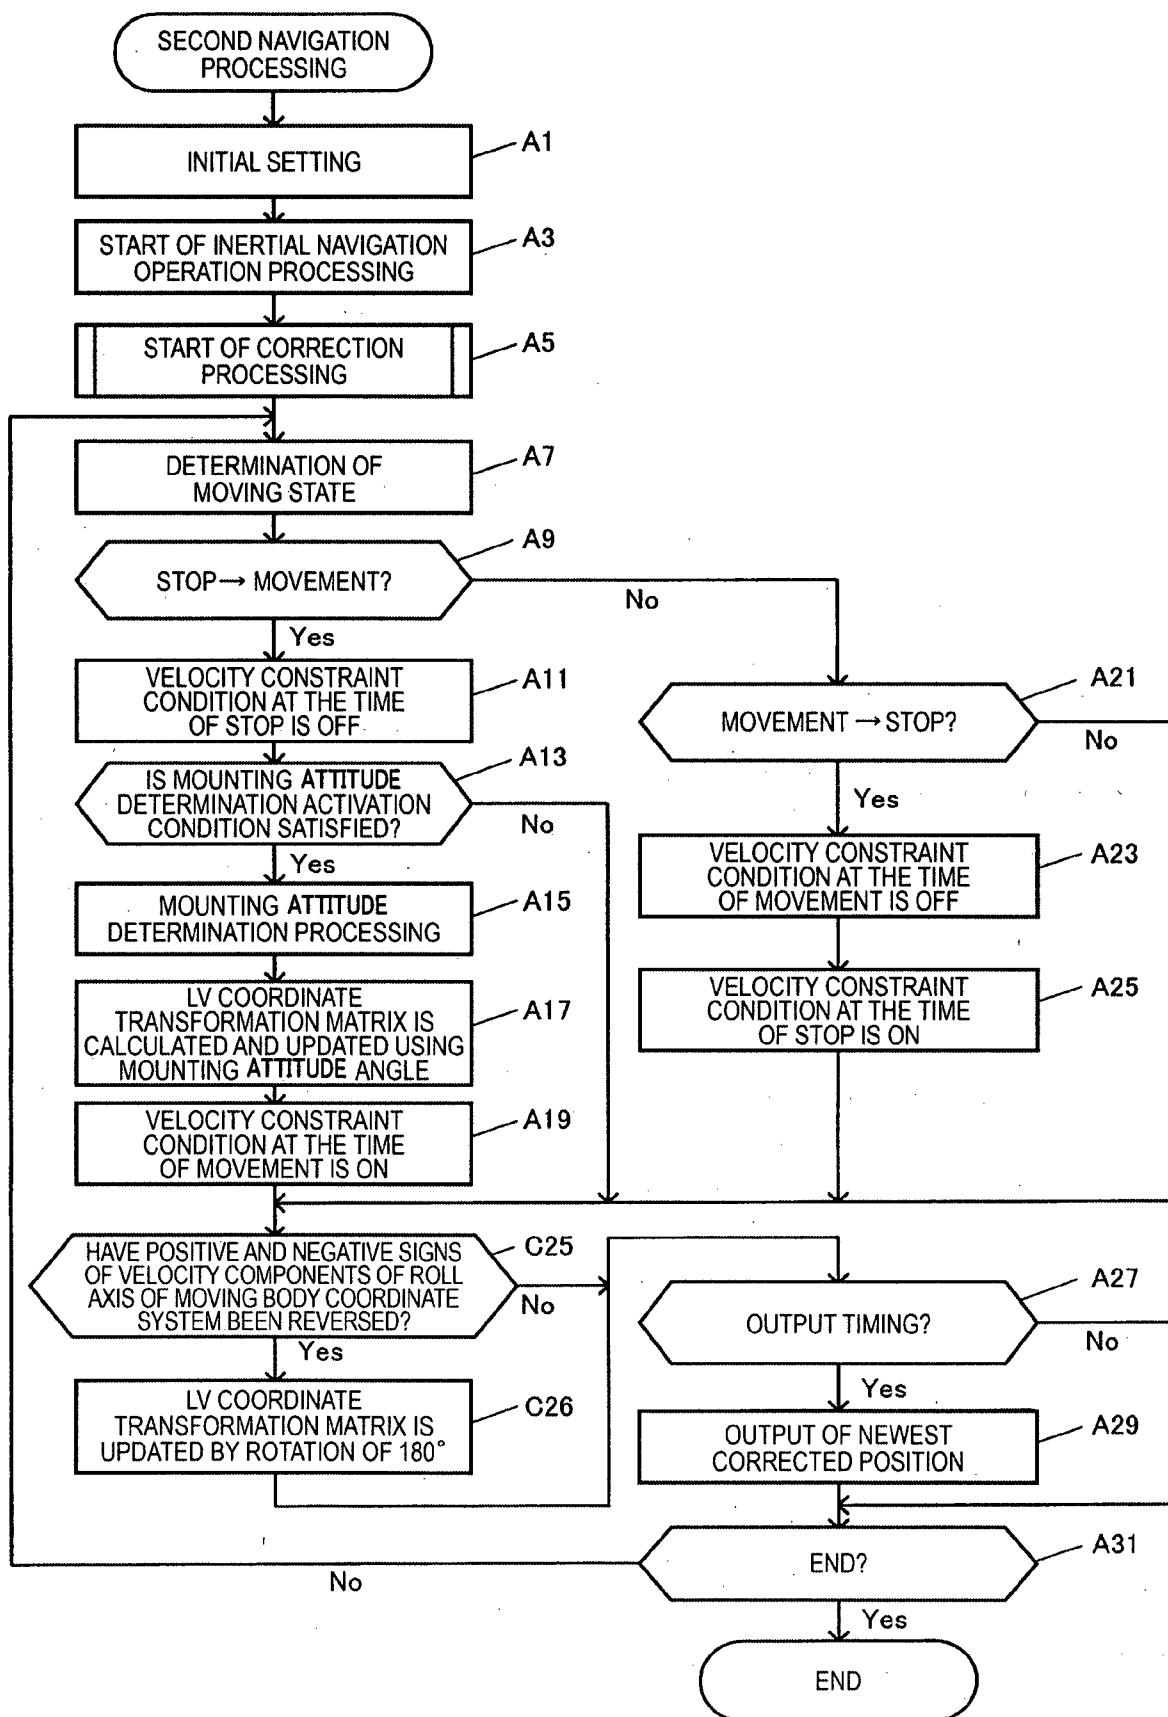 SECOND NAVIGATION
PROCESSING
INITIAL SETTING
A1
START OF INERTIAL NAVIGATION
OPERATION PROCESSING
A3
START OF CORRECTION
PROCESSING
A5
DETERMINATION OF
MOVING STATE
A7
STOP→ MOVEMENT?
A9
No
Yes
VELOCITY CONSTRAINT
CONDITION AT THE TIME
OF STOP IS OFF
A11
IS MOUNTING ATTITUDE
DETERMINATION ACTIVATION
CONDITION SATISFIED?
A13
No
Yes
MOUNTING ATTITUDE
DETERMINATION PROCESSING
A15
LV COORDINATE
TRANSFORMATION MATRIX IS
CALCULATED AND UPDATED USING
MOUNTING ATTITUDE ANGLE
A17
VELOCITY CONSTRAINT
CONDITION AT THE TIME
OF MOVEMENT IS ON
A19
MOVEMENT → STOP?
A21
No
Yes
VELOCITY CONSTRAINT
CONDITION AT THE TIME
OF MOVEMENT IS OFF
A23
VELOCITY CONSTRAINT
CONDITION AT THE TIME
OF STOP IS ON
A25
HAVE POSITIVE AND NEGATIVE SIGNS
OF VELOCITY COMPONENTS OF ROLL
AXIS OF MOVING BODY COORDINATE
SYSTEM BEEN REVERSED?
C25
No
Yes
LV COORDINATE
TRANSFORMATION MATRIX IS
UPDATED BY ROTATION OF 180°
C26
OUTPUT TIMING?
A27
No
Yes
OUTPUT OF NEWEST
CORRECTED POSITION
A29
END?
A31
No
Yes
END